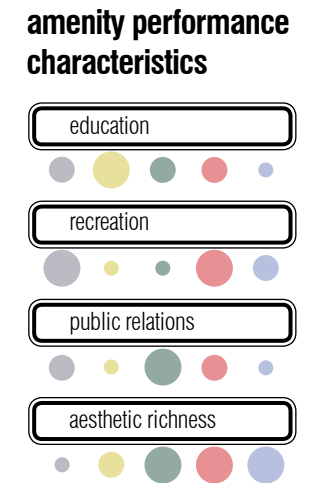 amenity performance
characteristics
education
recreation
public relations
aesthetic richness